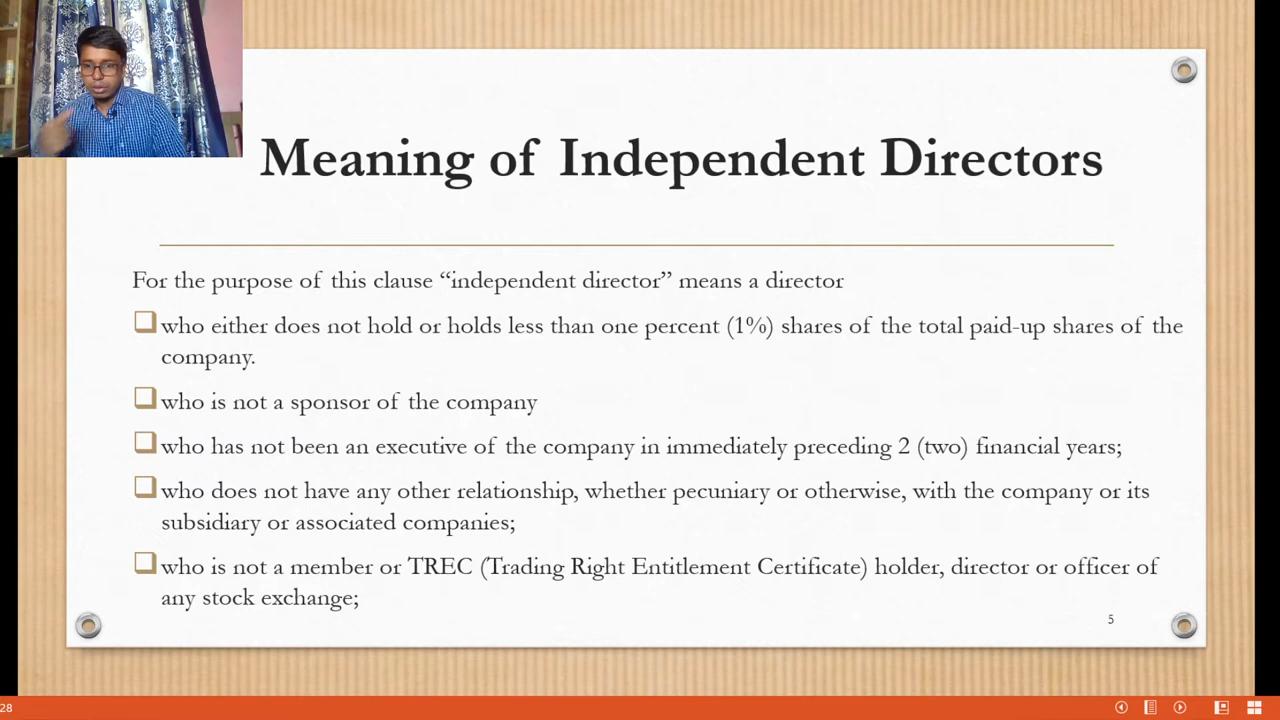 Meaning of Independent Directors
For the purpose of this clause “independent director” means a director
who either does not hold or holds less than one percent (1%) shares of the total paid-up shares of the
company.
who is not a sponsor of the company
who has not been an executive of the company in immediately preceding 2 (two) financial years;
who does not have any other relationship, whether pecuniary or otherwise, with the company or its
subsidiary or associated companies;
who is not a member or TREC (Trading Right Entitlement Certificate) holder, director or officer of
any stock exchange;
5
28